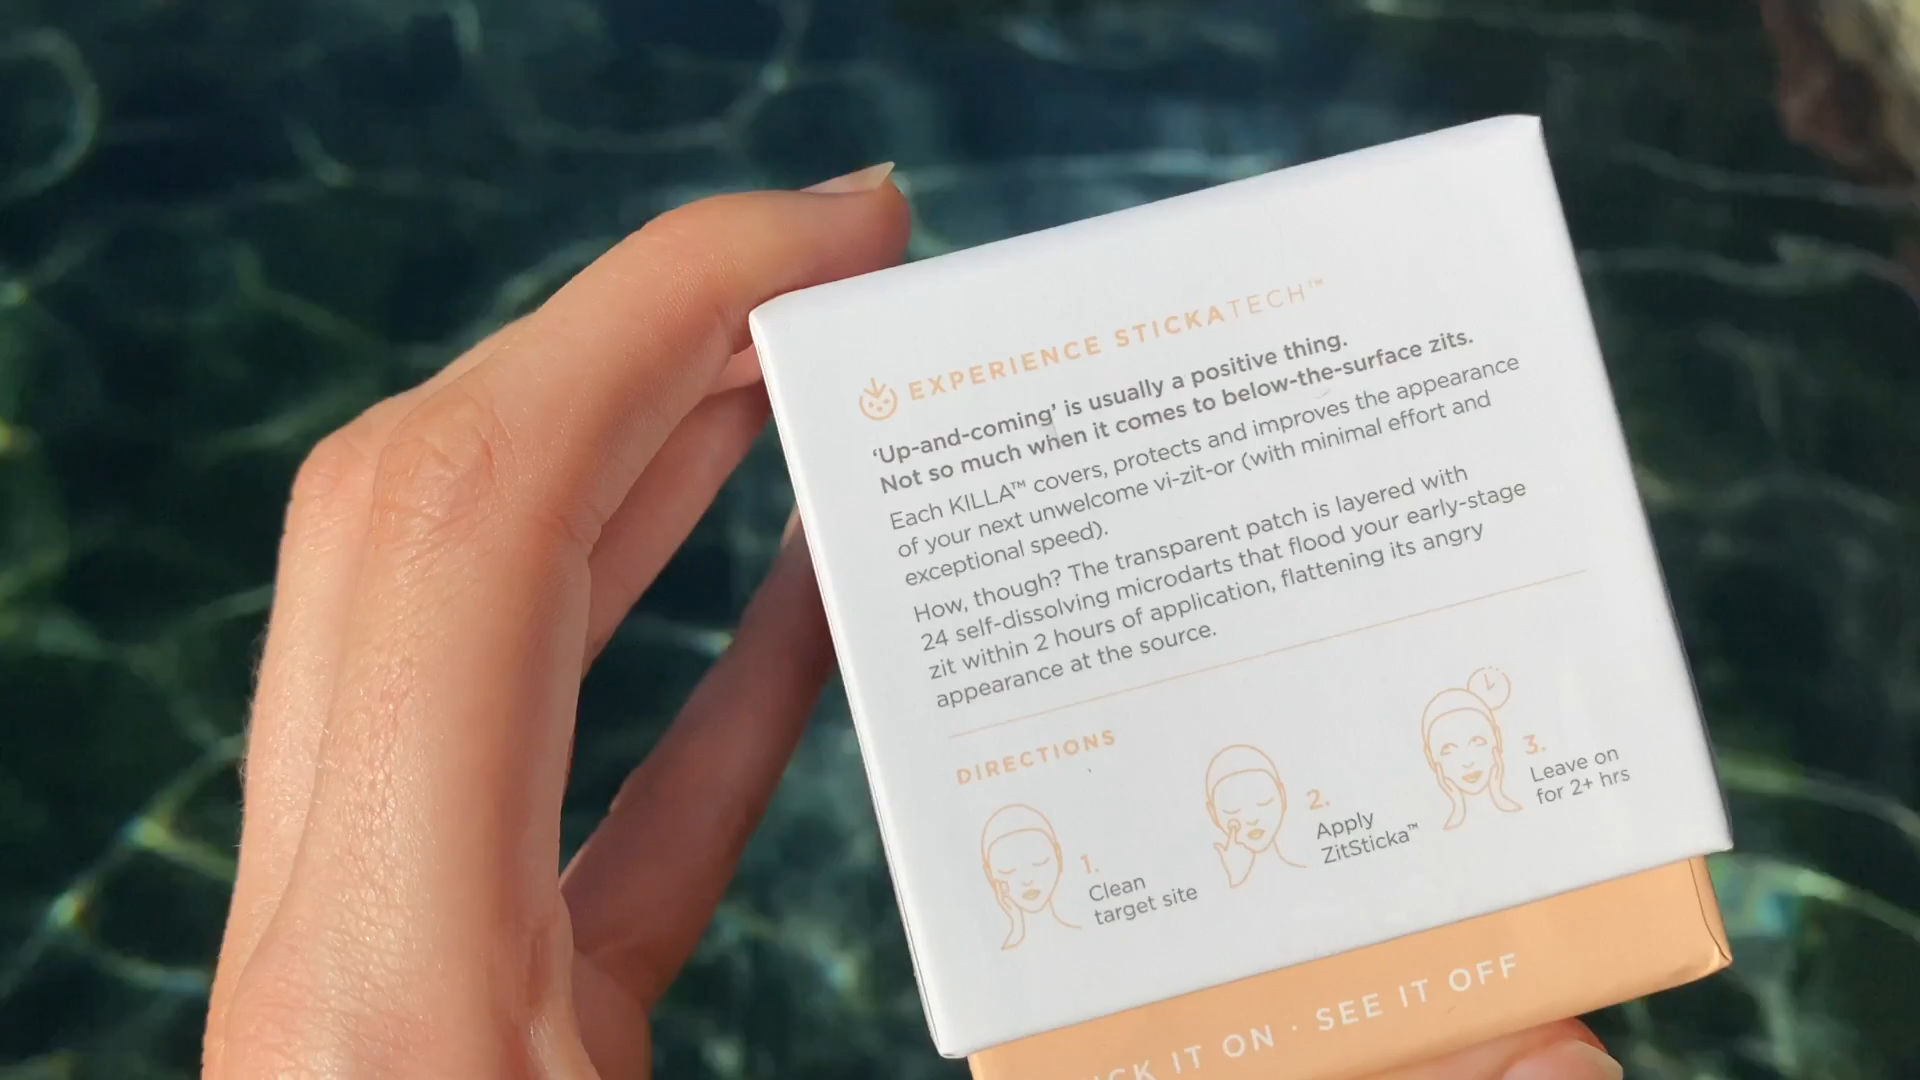 EXPERIENCE STICKATECH™
‘Up-and-coming’ is usually a positive thing.
Not so much when it comes to below-the-surface zits.
Each KILLA™ covers, protects and improves the appearance
of your next unwelcome vi-zit-or (with minimal effort and
exceptional speed).
How, though? The transparent patch is layered with
24 self-dissolving microdarts that flood your early-stage
zit within 2 hours of application, flattening its angry
appearance at the source.
DIRECTIONS
1.
Clean
target site
2.
Apply
ZitSticka™
3.
Leave on
for 2+ hrs
CK IT ON · SEE IT OFF